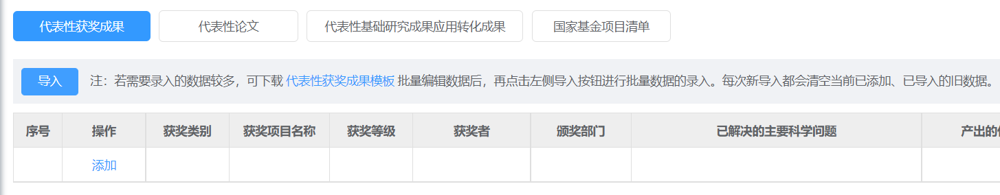 代表性获奖成果 代表性论文 代表性基础研究成果应用转化成果 国家基金项目清单
导入 注：若需要录入的数据较多，可下载 代表性获奖成果模板 批量编辑数据后，再点击左侧导入按钮进行批量数据的录入。每次新导入都会清空当前已添加、已导入的旧数据。
序号 操作 获奖类别 获奖项目名称 获奖等级 获奖者 颁奖部门 已解决的主要科学问题 产出的
添加